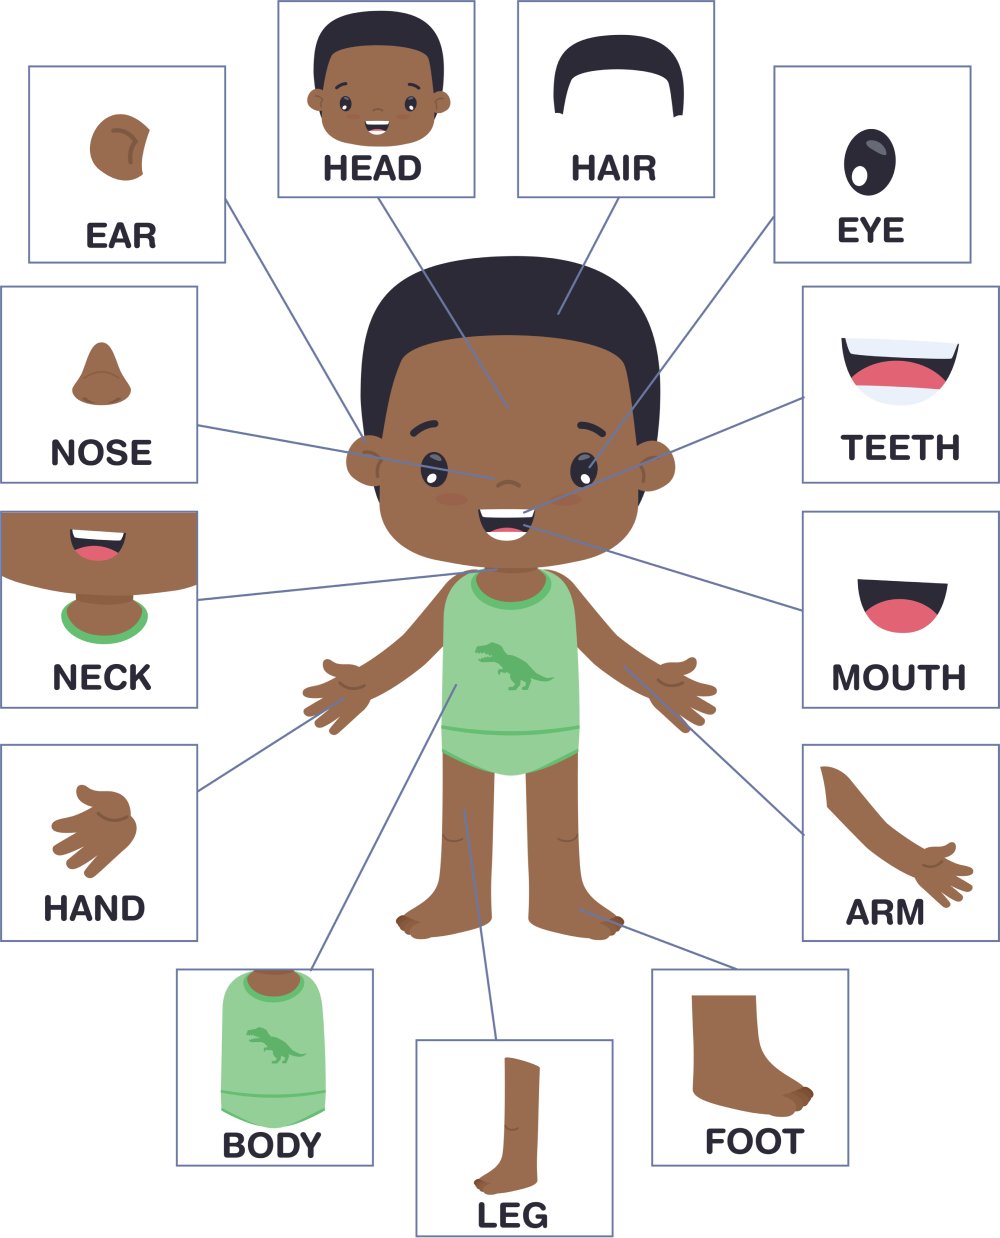 HEAD
HAIR
EAR
EYE
NOSE
TEETH
NECK
MOUTH
HAND
ARM
BODY
FOOT
LEG